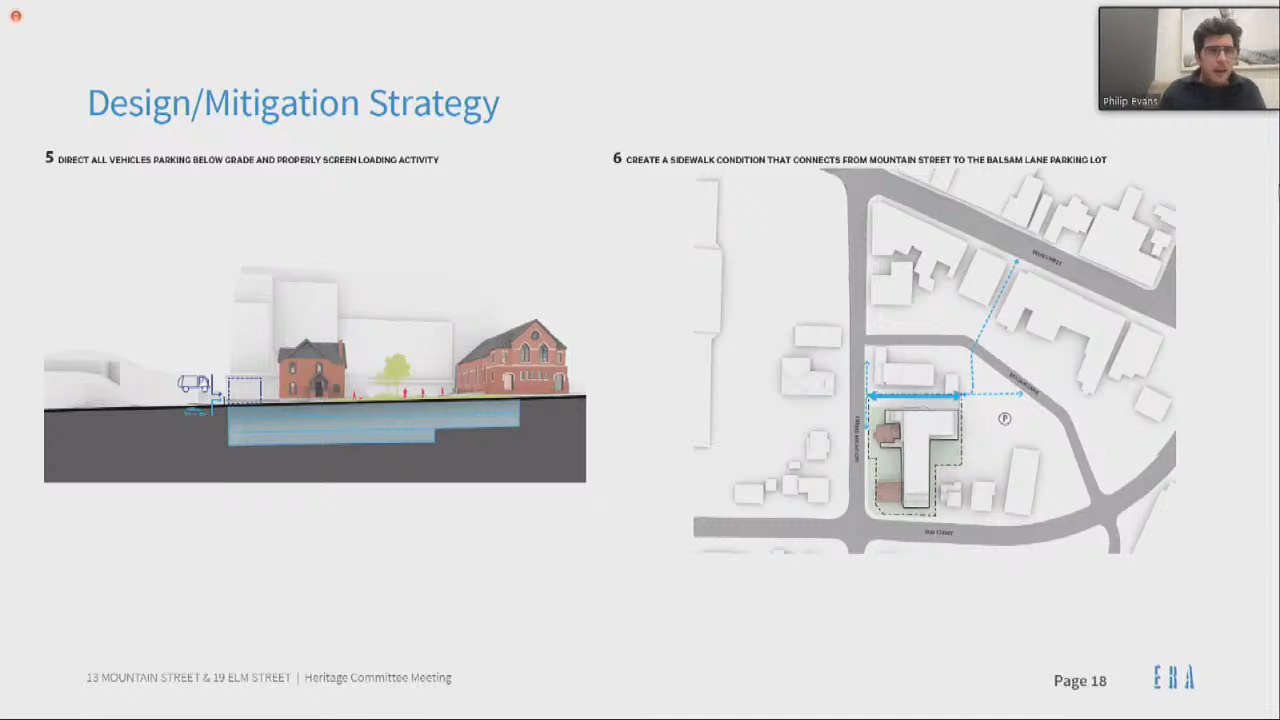 Philip Evans
Design/Mitigation Strategy
5 DIRECT ALL VEHICLES PARKING BELOW GRADE AND PROPERLY SCREEN LOADING ACTIVITY
6 CREATE A SIDEWALK CONDITION THAT CONNECTS FROM MOUNTAIN STREET TO THE BALSAM LANE PARKING LOT
P
ELM STREET
13 MOUNTAIN STREET & 19 ELM STREET | Heritage Committee Meeting
Page 18
ERA